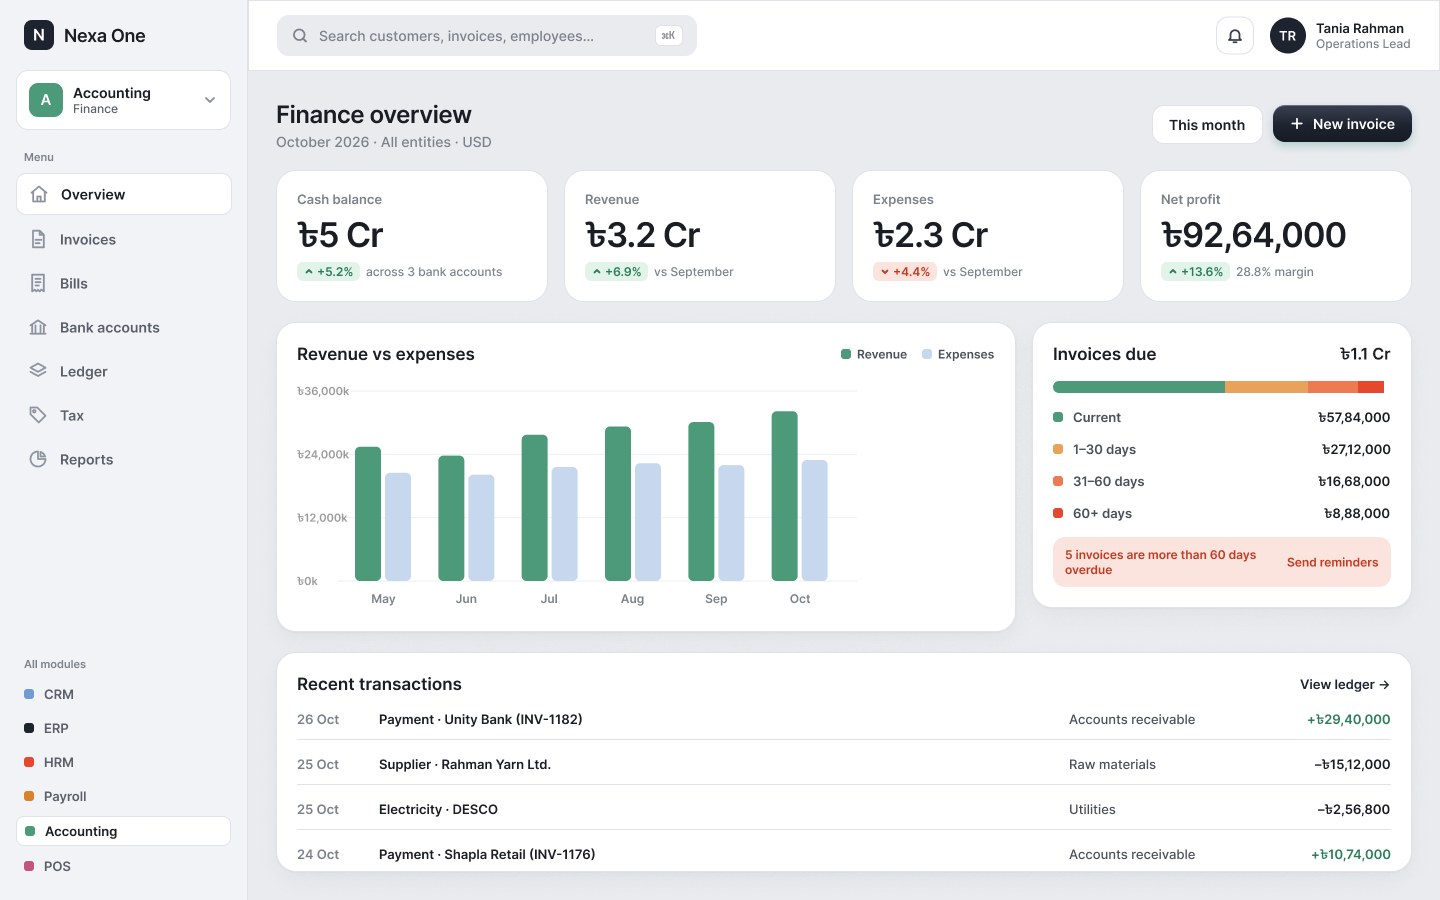 N Nexa One
Search customers, invoices, employees... ⌘K
TR Tania Rahman
Operations Lead
A Accounting
Finance
Menu
Overview
Invoices
Bills
Bank accounts
Ledger
Tax
Reports
All modules
CRM
ERP
HRM
Payroll
Accounting
POS
Finance overview
October 2026 · All entities · USD
This month
+ New invoice
Cash balance
৳5 Cr
+5.2% across 3 bank accounts
Revenue
৳3.2 Cr
+6.9% vs September
Expenses
৳2.3 Cr
+4.4% vs September
Net profit
৳92,64,000
+13.6% 28.8% margin
Revenue vs expenses
Revenue Expenses
৳36,000k
৳24,000k
৳12,000k
৳0k
May Jun Jul Aug Sep Oct
Invoices due ৳1.1 Cr
Current ৳57,84,000
1–30 days ৳27,12,000
31–60 days ৳16,68,000
60+ days ৳8,88,000
5 invoices are more than 60 days
overdue
Send reminders
Recent transactions View ledger →
26 Oct Payment · Unity Bank (INV-1182) Accounts receivable +৳29,40,000
25 Oct Supplier · Rahman Yarn Ltd. Raw materials −৳15,12,000
25 Oct Electricity · DESCO Utilities −৳2,56,800
24 Oct Payment · Shapla Retail (INV-1176) Accounts receivable +৳10,74,000